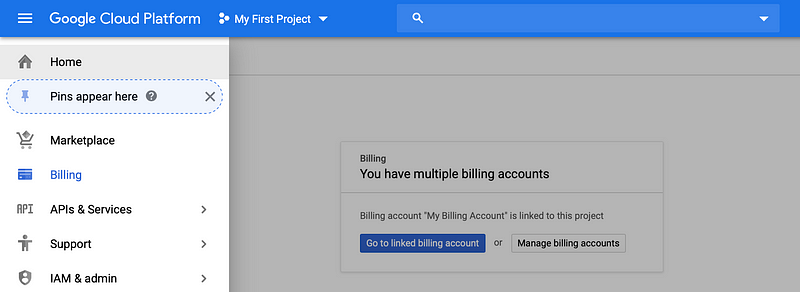 Google Cloud Platform
My First Project
Home
Pins appear here
Marketplace
Billing
API APIs & Services
Support
IAM & admin
Billing
You have multiple billing accounts
Billing account "My Billing Account" is linked to this project
Go to linked billing account or Manage billing accounts